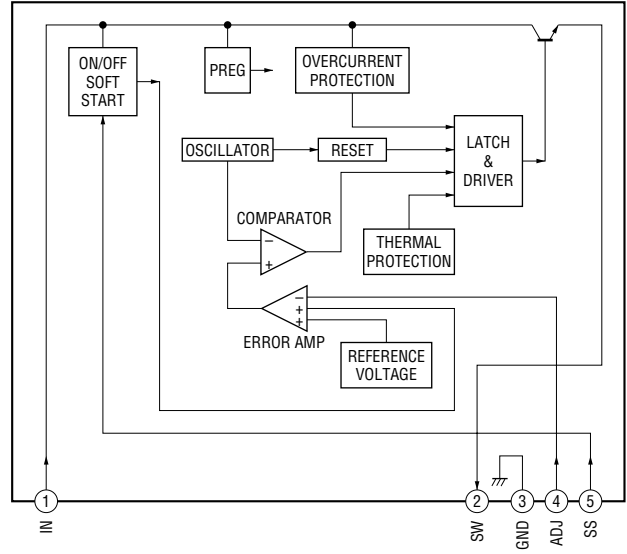 ON/OFF
SOFT
START
PREG
OVERCURRENT
PROTECTION
OSCILLATOR
RESET
LATCH
&
DRIVER
COMPARATOR
−
+
THERMAL
PROTECTION
−
+
+
ERROR AMP
REFERENCE
VOLTAGE
1
2
3
4
5
IN
SW
GND
ADJ
SS